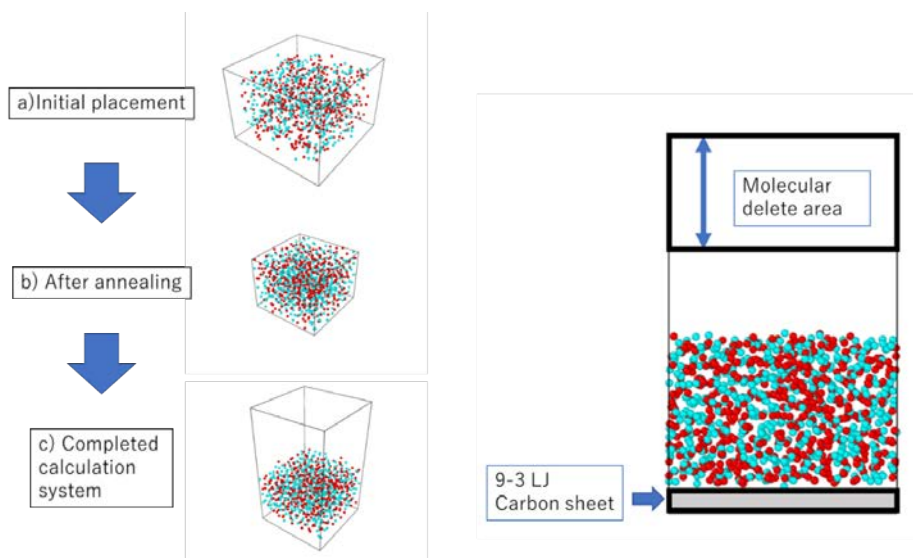 a)Initial placement
b) After annealing
c) Completed
calculation
system
Molecular
delete area
9-3 LJ
Carbon sheet